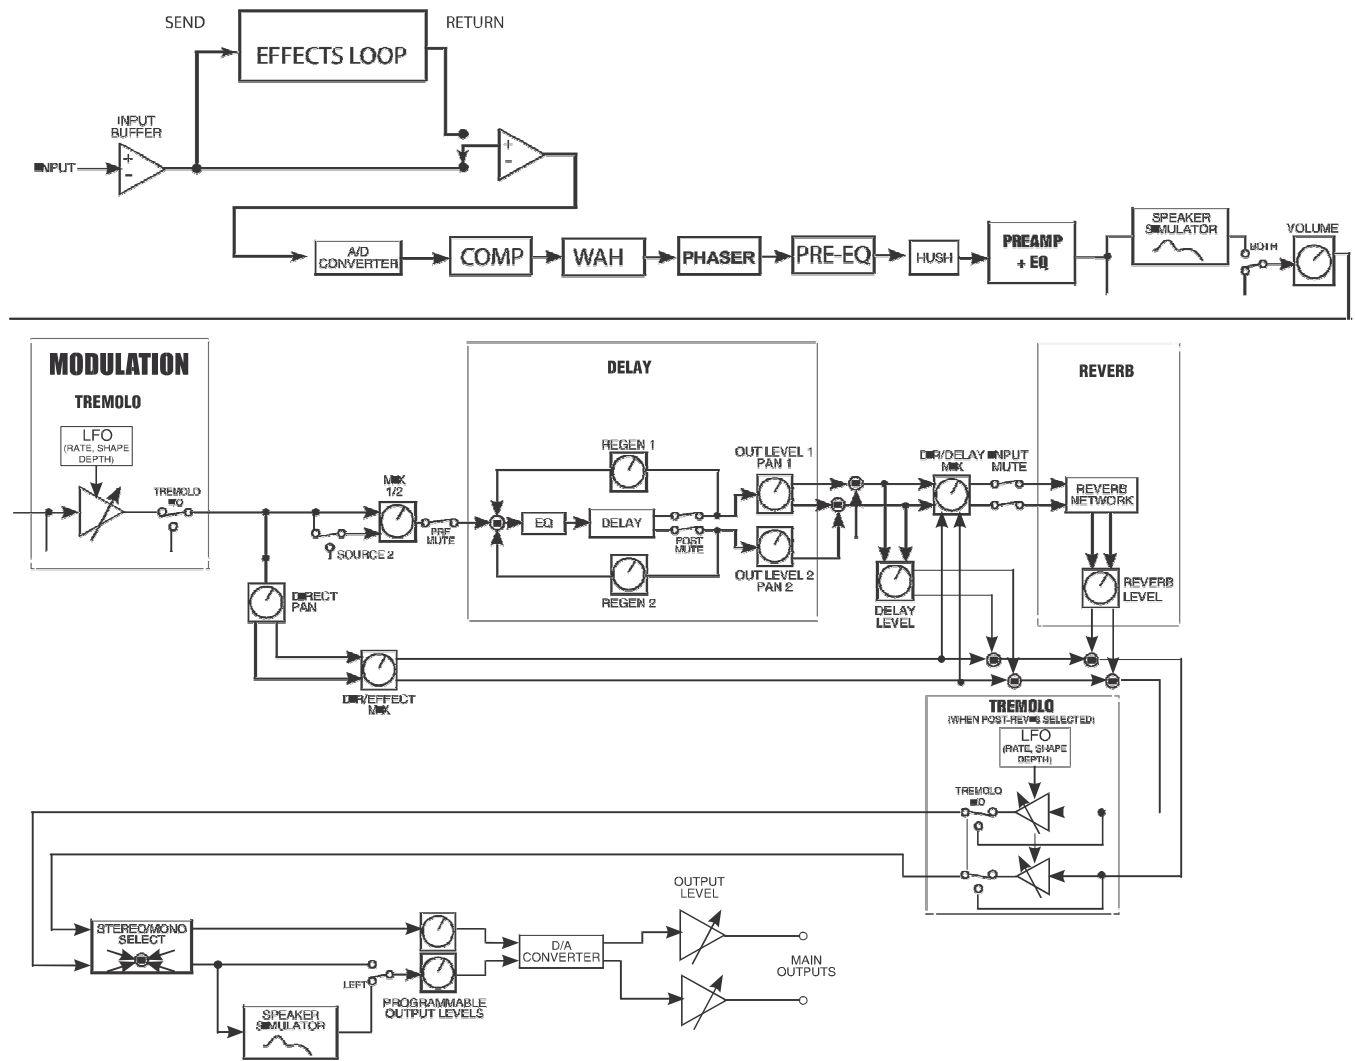 SEND
RETURN
EFFECTS LOOP
INPUT
BUFFER
INPUT
+
-
+
-
A/D
CONVERTER
COMP
WAH
PHASER
PRE-EQ
HUSH
PREAMP
+ EQ
SPEAKER
SIMULATOR
BOTH
VOLUME
MODULATION
TREMOLO
LFO
(RATE, SHAPE
DEPTH)
TREMOLO
I/O
MIX
1/2
SOURCE 2
PRE
MUTE
DIRECT
PAN
DIR/EFFECT
MIX
DELAY
REGEN 1
EQ
DELAY
POST
MUTE
REGEN 2
OUT LEVEL 1
PAN 1
OUT LEVEL 2
PAN 2
DIR/DELAY
MIX
INPUT
MUTE
DELAY
LEVEL
REVERB
REVERB
NETWORK
REVERB
LEVEL
TREMOLO
(WHEN POST-REVERB SELECTED)
LFO
(RATE, SHAPE
DEPTH)
TREMOLO
I/O
STEREO/MONO
SELECT
SPEAKER
SIMULATOR
LEFT
PROGRAMMABLE
OUTPUT LEVELS
D/A
CONVERTER
OUTPUT
LEVEL
MAIN
OUTPUTS